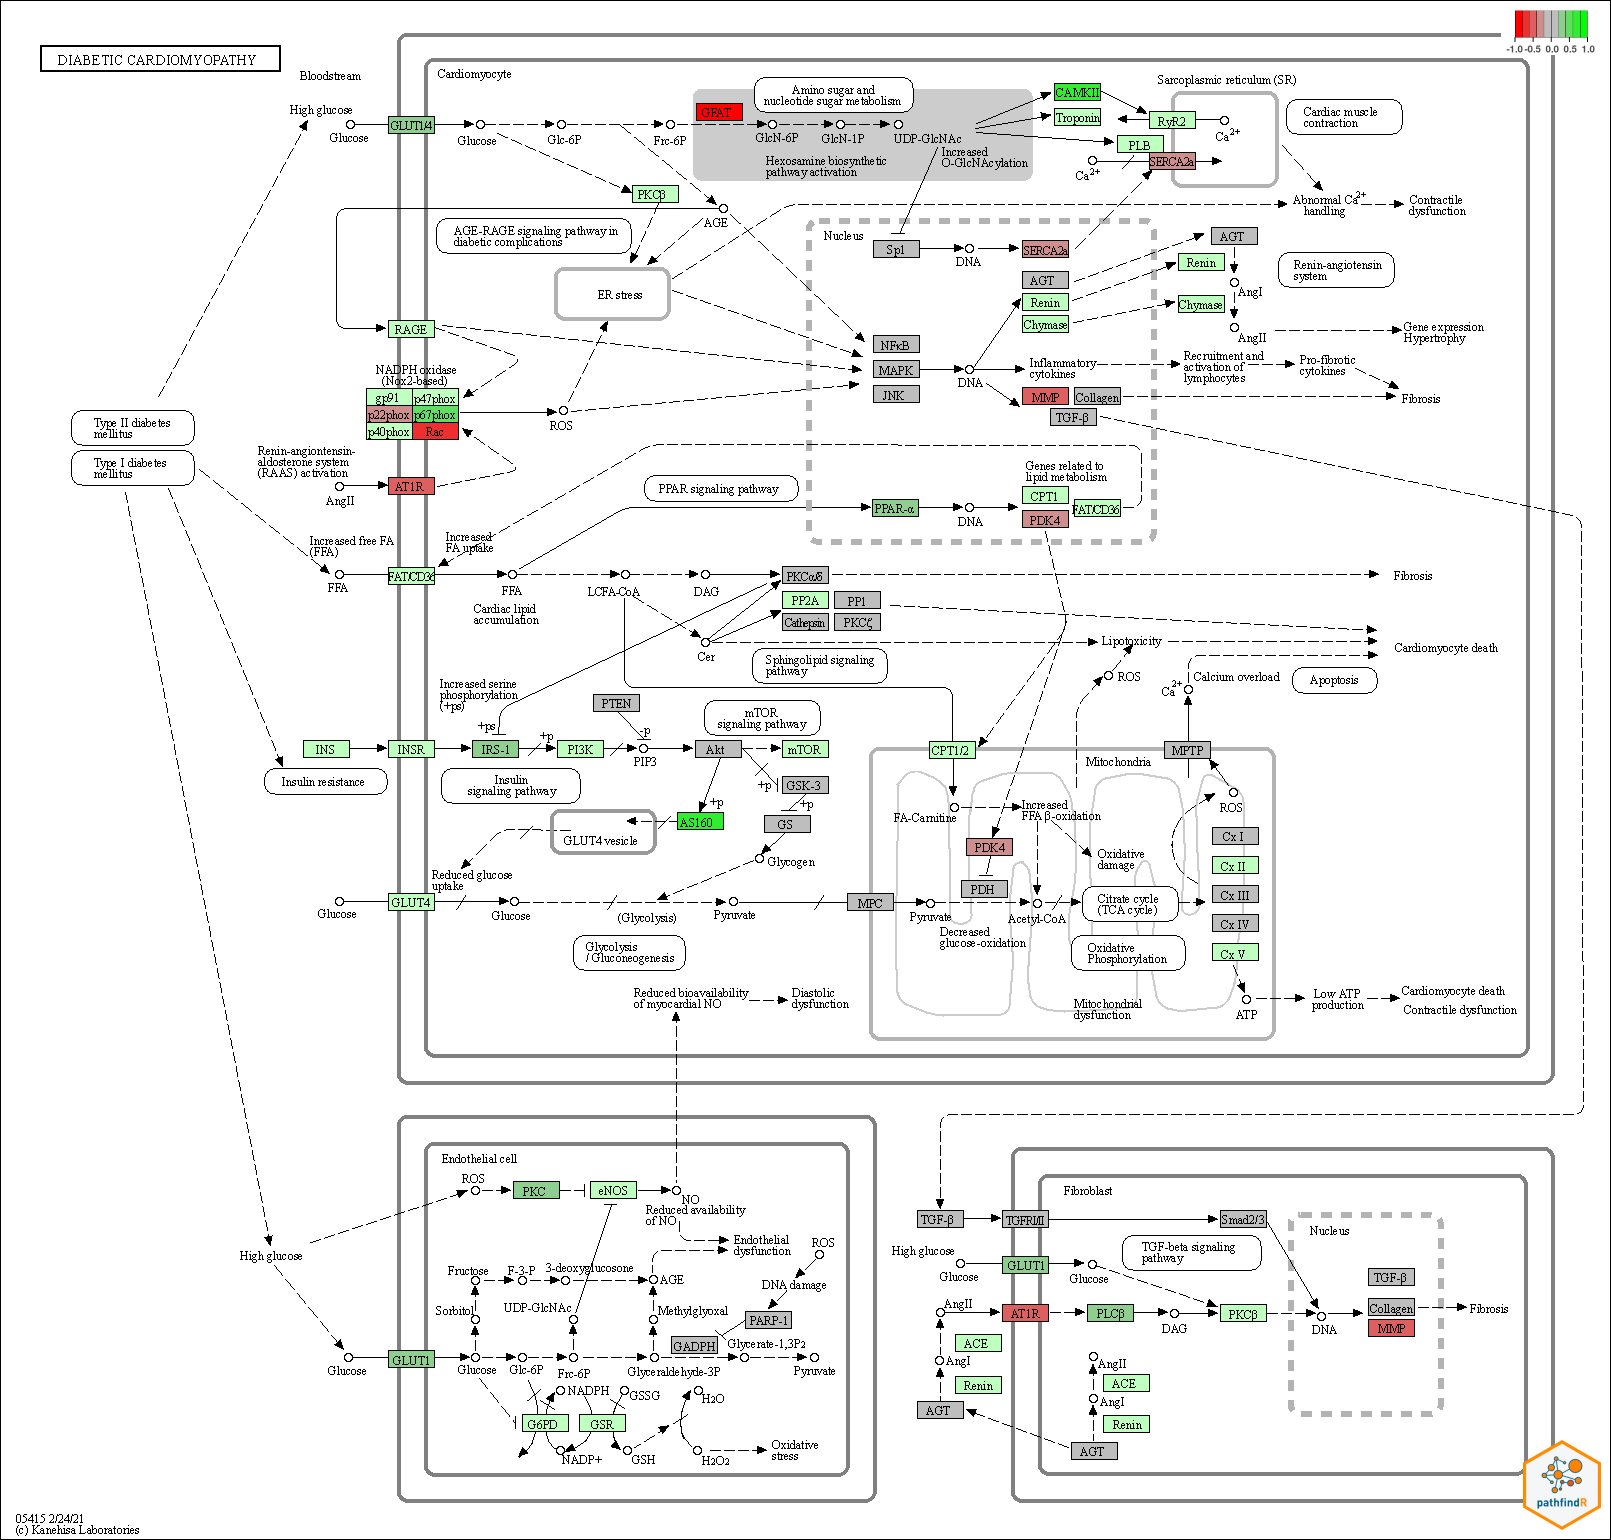 -1.0 -0.5 0.0 0.5 1.0
DIABETIC CARDIOMYOPATHY
Bloodstream
Cardiomyocyte
High glucose
Glucose
GLUT1/4
Glucose
Glc-6P
Frc-6P
GFAT
Amino sugar and
nucleotide sugar metabolism
GlcN-6P
GlcN-1P
UDP-GlcNAc
Increased
O-GlcNAcylation
Hexosamine biosynthetic
pathway activation
CAMKII
Troponin
Sarcoplasmic reticulum (SR)
RyR2
Ca2+
PLB
SERCA2a
Ca2+
Cardiac muscle
contraction
Abnormal Ca2+
handling
Contractile
dysfunction
PKCβ
AGE
AGE-RAGE signaling pathway in
diabetic complications
ER stress
Nucleus
Sp1
DNA
SERCA2a
AGT
Renin
Chymase
AGT
Renin
Chymase
AngI
AngII
Renin-angiotensin
system
Gene expression
Hypertrophy
RAGE
NFκB
MAPK
JNK
DNA
Inflammatory
cytokines
Recruitment and
activation of
lymphocytes
Pro-fibrotic
cytokines
Fibrosis
MMP
Collagen
TGF-β
NADPH oxidase
(Nox2-based)
gp91
p47phox
p22phox
p67phox
p40phox
Rac
ROS
Type II diabetes
mellitus
Type I diabetes
mellitus
Renin-angiontensin-
aldosterone system
(RAAS) activation
AngII
AT1R
PPAR signaling pathway
PPAR-α
DNA
Genes related to
lipid metabolism
CPT1
FAT/CD36
PDK4
Increased free FA
(FFA)
FFA
Increased
FA uptake
FAT/CD36
FFA
Cardiac lipid
accumulation
LCFA-CoA
DAG
PKCα/δ
Fibrosis
PP2A
PP1
Cathepsin
PKCζ
Cer
Sphingolipid signaling
pathway
Lipotoxicity
Cardiomyocyte death
ROS
Ca2+
Calcium overload
Apoptosis
Increased serine
phosphorylation
(+ps)
+ps
INS
INSR
IRS-1
+p
PI3K
PTEN
-p
PIP3
Akt
mTOR
signaling pathway
mTOR
+p
GSK-3
+p
GS
Glycogen
Insulin resistance
Insulin
signaling pathway
+p
AS160
GLUT4 vesicle
Reduced glucose
uptake
CPT1/2
MPTP
Mitochondria
FA-Carnitine
Increased
FFA β-oxidation
ROS
Oxidative
damage
PDK4
PDH
Cx I
Cx II
Cx III
Cx IV
Cx V
Glucose
GLUT4
Glucose
(Glycolysis)
Pyruvate
MPC
Pyruvate
Acetyl-CoA
Citrate cycle
(TCA cycle)
Decreased
glucose-oxidation
Oxidative
Phosphorylation
Glycolysis
/ Gluconeogenesis
Mitochondrial
dysfunction
ATP
Low ATP
production
Cardiomyocyte death
Contractile dysfunction
Reduced bioavailability
of myocardial NO
Diastolic
dysfunction
Endothelial cell
ROS
PKC
eNOS
NO
Reduced availability
of NO
Endothelial
dysfunction
High glucose
Fructose
F-3-P
3-deoxyglucosone
AGE
ROS
DNA damage
Sorbitol
UDP-GlcNAc
Methylglyoxal
PARP-1
GADPH
Glycerate-1,3P2
Glucose
GLUT1
Glucose
Glc-6P
Frc-6P
Glyceraldehyde-3P
Pyruvate
NADPH
GSSG
H2O
G6PD
GSR
NADP+
GSH
H2O2
Oxidative
stress
Fibroblast
TGF-β
TGFRI/II
Smad2/3
Nucleus
High glucose
Glucose
GLUT1
Glucose
TGF-beta signaling
pathway
AngII
AT1R
PLCβ
DAG
PKCβ
DNA
TGF-β
Collagen
MMP
Fibrosis
ACE
AngI
Renin
AGT
AngII
ACE
AngI
Renin
AGT
pathfindR
05415 2/24/21
(c) Kanehisa Laboratories